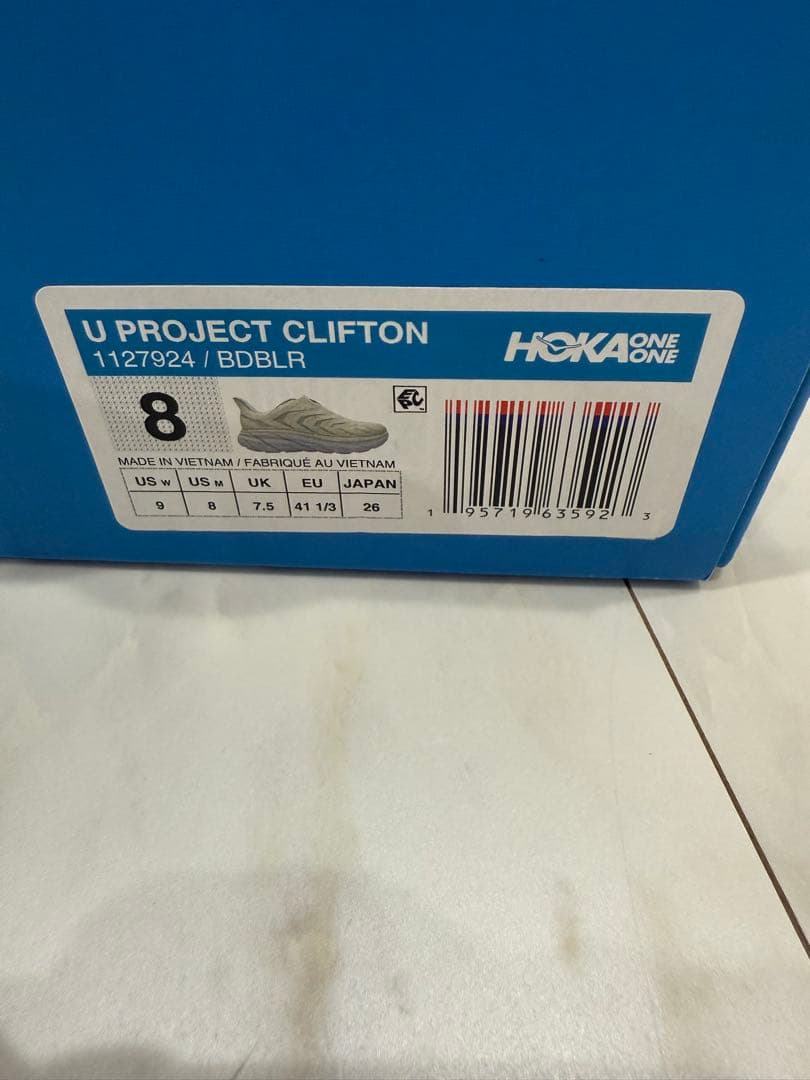 U PROJECT CLIFTON
1127924 / BDBLR
HOKA ONE ONE
8
EPC
MADE IN VIETNAM / FABRIQUÉ AU VIETNAM
US W US M UK EU JAPAN
9 8 7.5 41 1/3 26
1 95719 63592 3